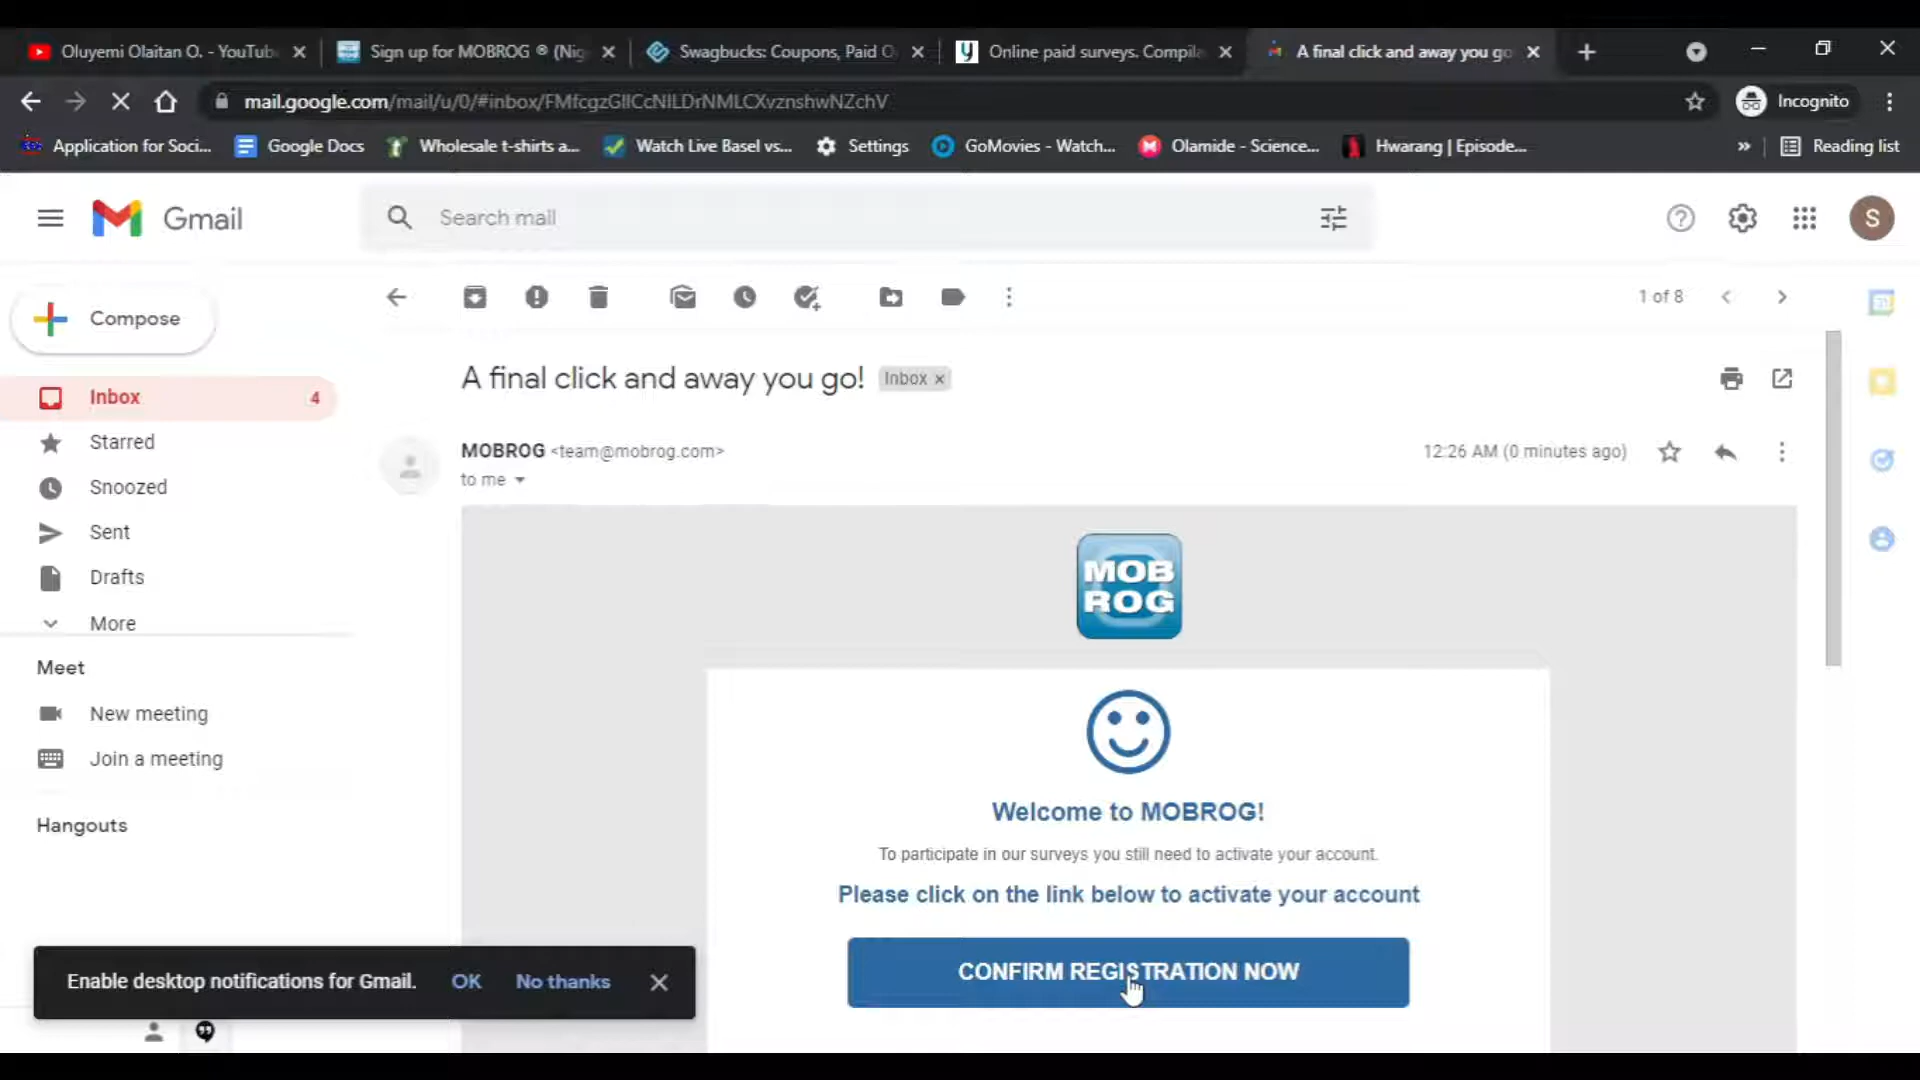 Oluyemi Olaitan O. - YouTub
Sign up for MOBROG ® (Nig
Swagbucks: Coupons, Paid O
Online paid surveys. Compila
A final click and away you go
mail.google.com/mail/u/0/#inbox/FMfcgzGlICcNILDrNMLCXvznshwNZchV
Incognito
Application for Soci...
Google Docs
Wholesale t-shirts a...
Watch Live Basel vs...
Settings
GoMovies - Watch...
Olamide - Science...
Hwarang | Episode...
Reading list
Gmail
Search mail
S
Compose
1 of 8
Inbox 4
Starred
Snoozed
Sent
Drafts
More
Meet
New meeting
Join a meeting
Hangouts
A final click and away you go!
Inbox ×
MOBROG <team@mobrog.com>
12:26 AM (0 minutes ago)
to me
MOB
ROG
Welcome to MOBROG!
To participate in our surveys you still need to activate your account.
Please click on the link below to activate your account
CONFIRM REGISTRATION NOW
Enable desktop notifications for Gmail. OK No thanks